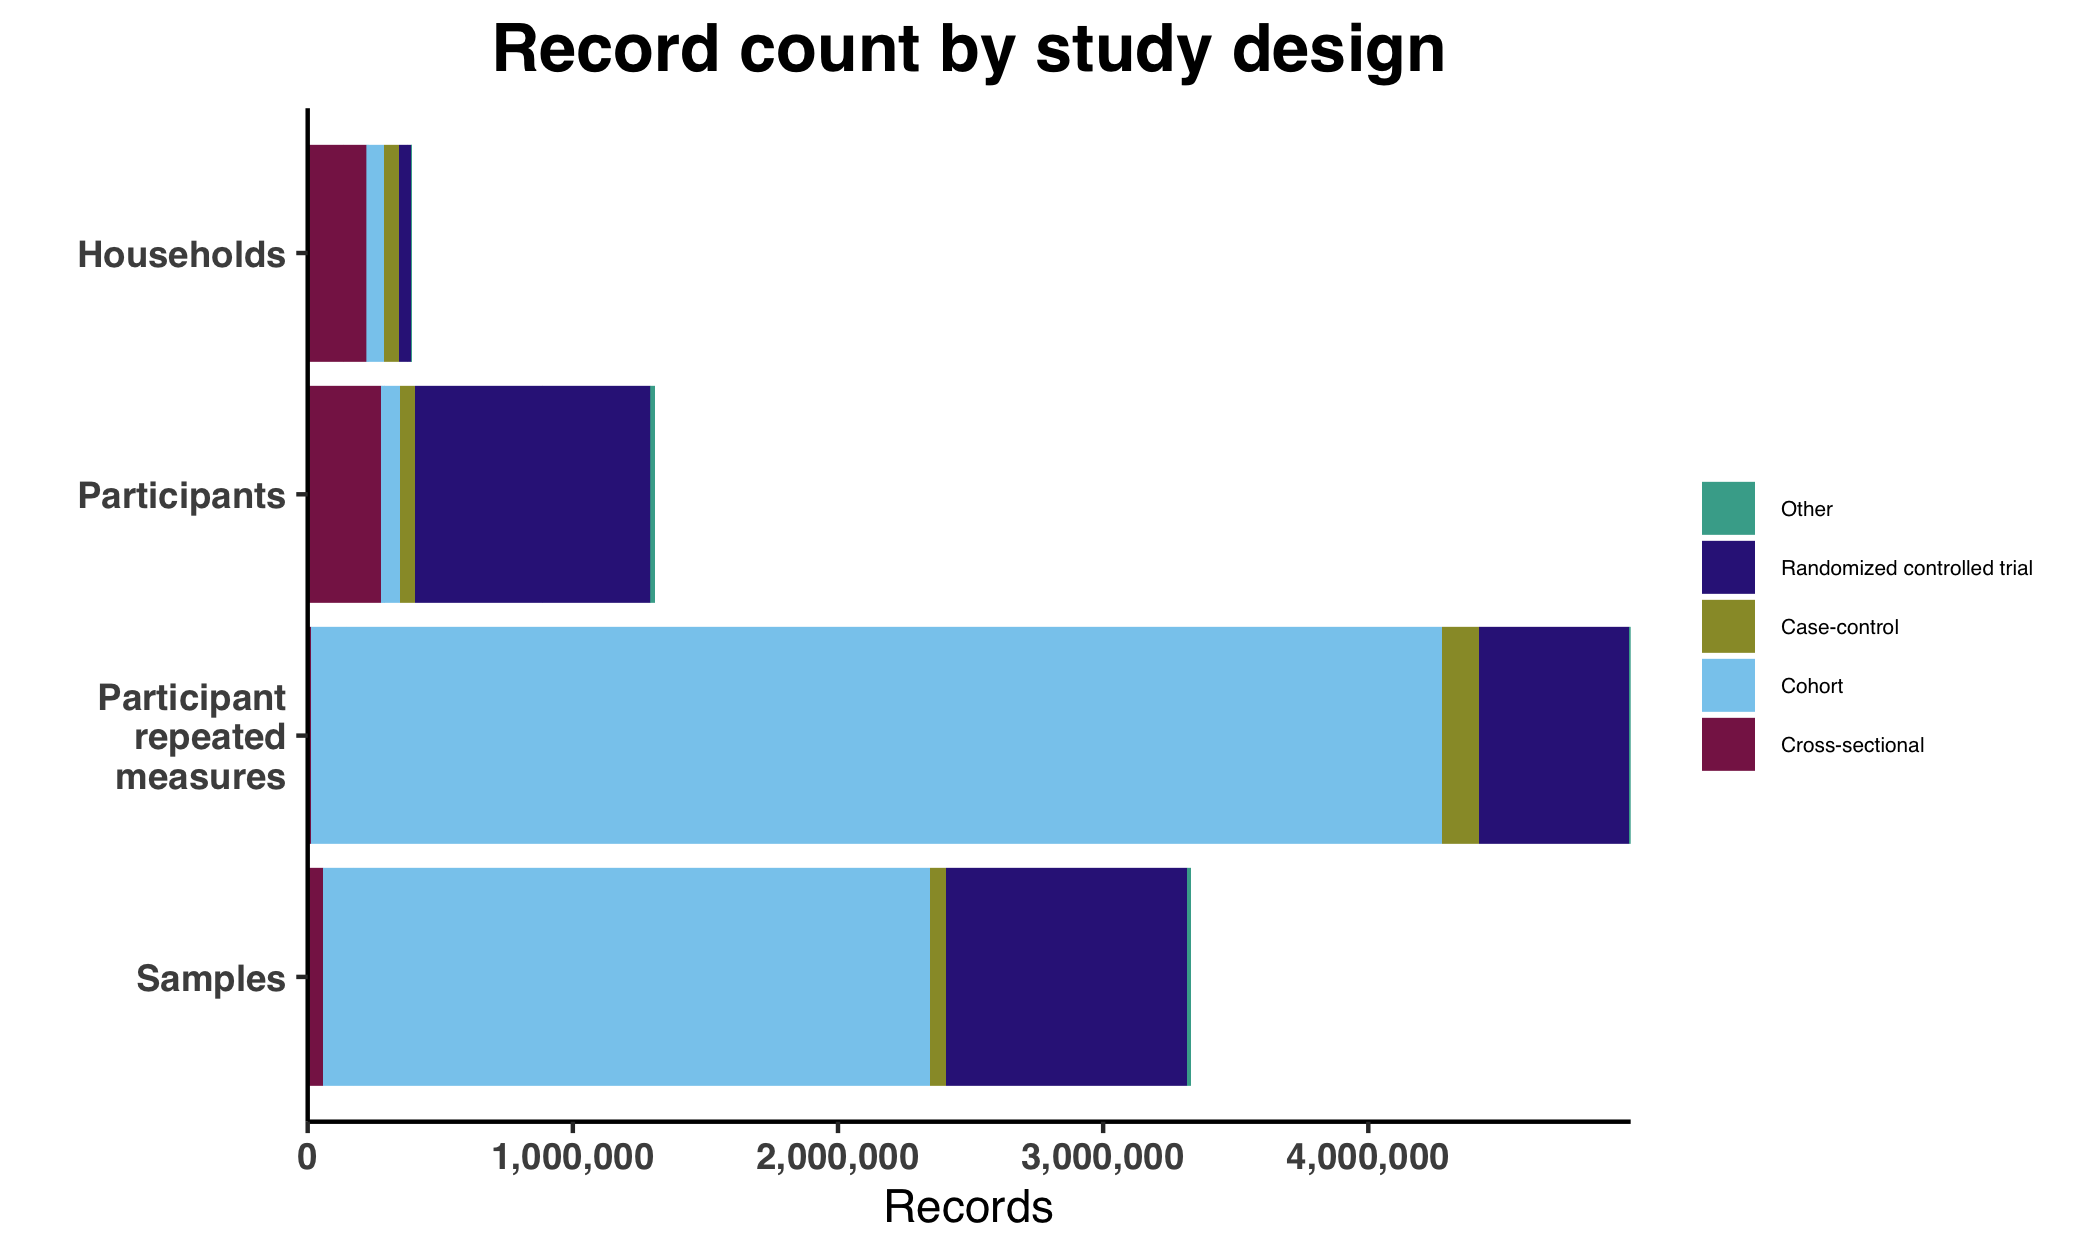 Record count by study design
Households
Participants
Participant
repeated
measures
Samples
0
1,000,000
2,000,000
3,000,000
4,000,000
Records
Other
Randomized controlled trial
Case-control
Cohort
Cross-sectional